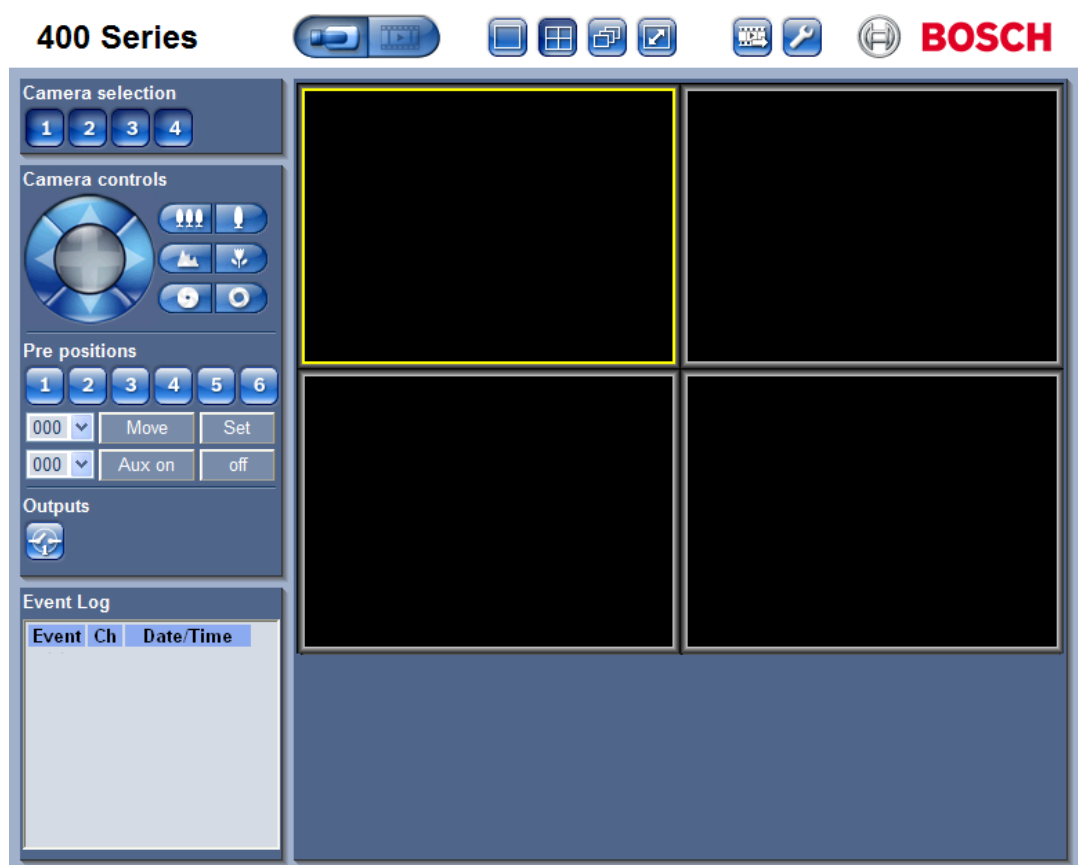 400 Series
BOSCH
Camera selection
1 2 3 4
Camera controls
Pre positions
1 2 3 4 5 6
000 Move Set
000 Aux on off
Outputs
1
Event Log
Event Ch Date/Time